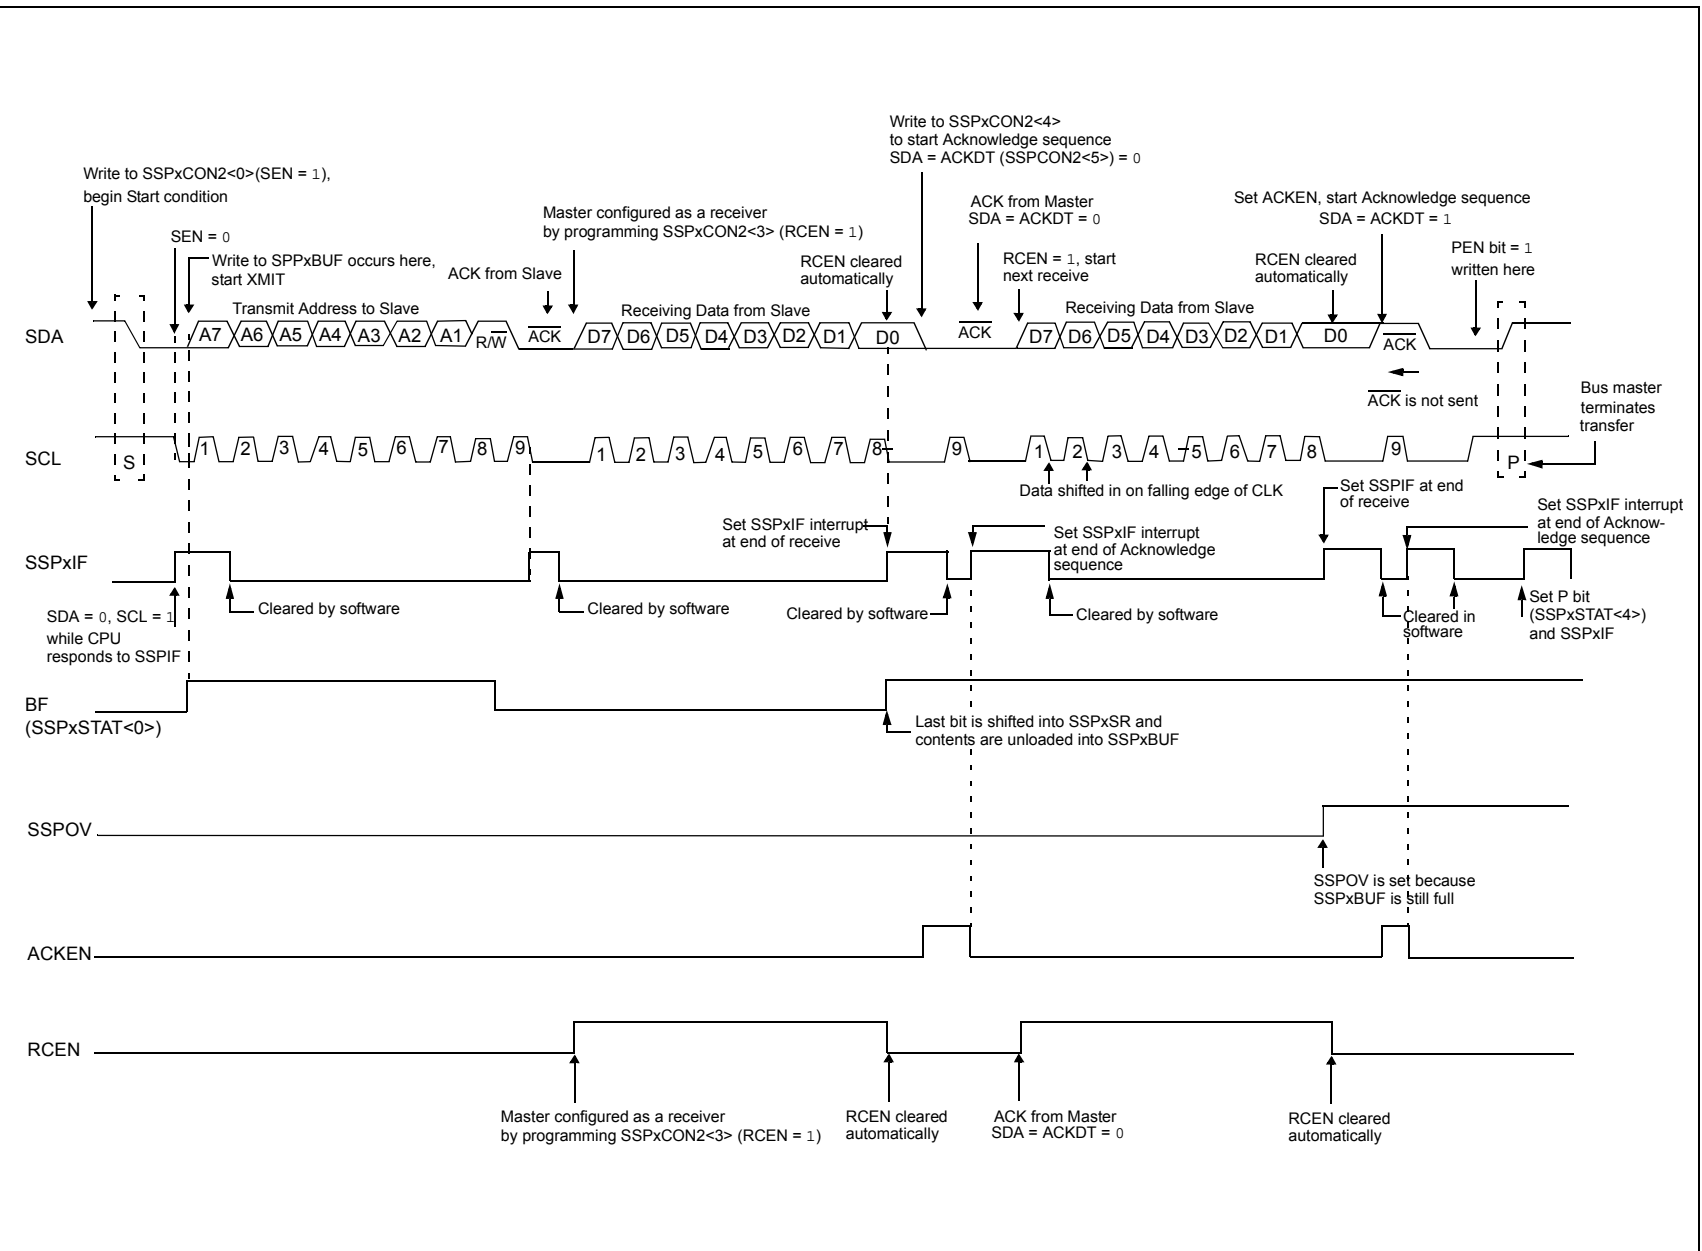 Write to SSPxCON2<4>
to start Acknowledge sequence
SDA = ACKDT (SSPCON2<5>) = 0
Write to SSPxCON2<0>(SEN = 1),
begin Start condition
ACK from Master
SDA = ACKDT = 0
Set ACKEN, start Acknowledge sequence
SDA = ACKDT = 1
Master configured as a receiver
by programming SSPxCON2<3> (RCEN = 1)
SEN = 0
PEN bit = 1
written here
Write to SPPxBUF occurs here,
start XMIT
ACK from Slave
RCEN cleared
automatically
RCEN = 1, start
next receive
RCEN cleared
automatically
Transmit Address to Slave
Receiving Data from Slave
Receiving Data from Slave
SDA A7 A6 A5 A4 A3 A2 A1 R/W ACK D7 D6 D5 D4 D3 D2 D1 D0 ACK D7 D6 D5 D4 D3 D2 D1 D0 ACK
ACK is not sent
Bus master
terminates
transfer
SCL S 1 2 3 4 5 6 7 8 9 1 2 3 4 5 6 7 8 9 1 2 3 4 5 6 7 8 9 P
Data shifted in on falling edge of CLK
Set SSPIF at end
of receive
Set SSPxIF interrupt
at end of receive
Set SSPxIF interrupt
at end of Acknowledge
sequence
Set SSPxIF interrupt
at end of Acknow-
ledge sequence
SSPxIF
SDA = 0, SCL = 1
while CPU
responds to SSPIF
Cleared by software
Cleared by software
Cleared by software
Cleared by software
Cleared in
software
Set P bit
(SSPxSTAT<4>)
and SSPxIF
BF
(SSPxSTAT<0>)
Last bit is shifted into SSPxSR and
contents are unloaded into SSPxBUF
SSPOV
SSPOV is set because
SSPxBUF is still full
ACKEN
RCEN
Master configured as a receiver
by programming SSPxCON2<3> (RCEN = 1)
RCEN cleared
automatically
ACK from Master
SDA = ACKDT = 0
RCEN cleared
automatically